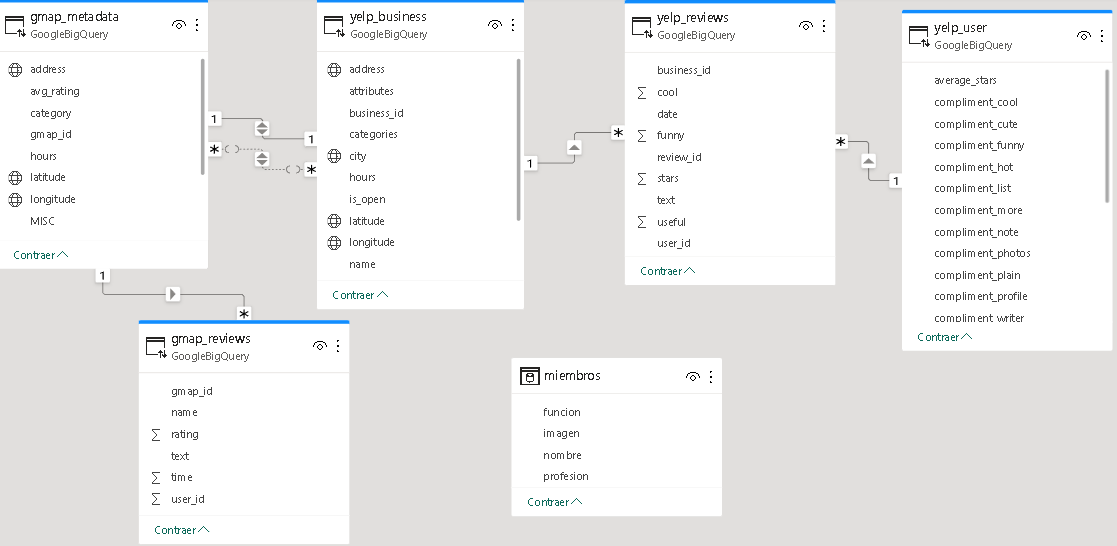 gmap_metadata
GoogleBigQuery
address
avg_rating
category
gmap_id
hours
latitude
longitude
MISC
Contraer
1
*
1
*
yelp_business
GoogleBigQuery
address
attributes
business_id
categories
city
hours
is_open
latitude
longitude
name
Contraer
1
*
yelp_reviews
GoogleBigQuery
business_id
Σ cool
date
Σ funny
review_id
Σ stars
text
Σ useful
user_id
Contraer
*
1
yelp_user
GoogleBigQuery
average_stars
compliment_cool
compliment_cute
compliment_funny
compliment_hot
compliment_list
compliment_more
compliment_note
compliment_photos
compliment_plain
compliment_profile
compliment_writer
Contraer
1
*
gmap_reviews
GoogleBigQuery
gmap_id
name
Σ rating
text
Σ time
Σ user_id
Contraer
miembros
funcion
imagen
nombre
profesion
Contraer